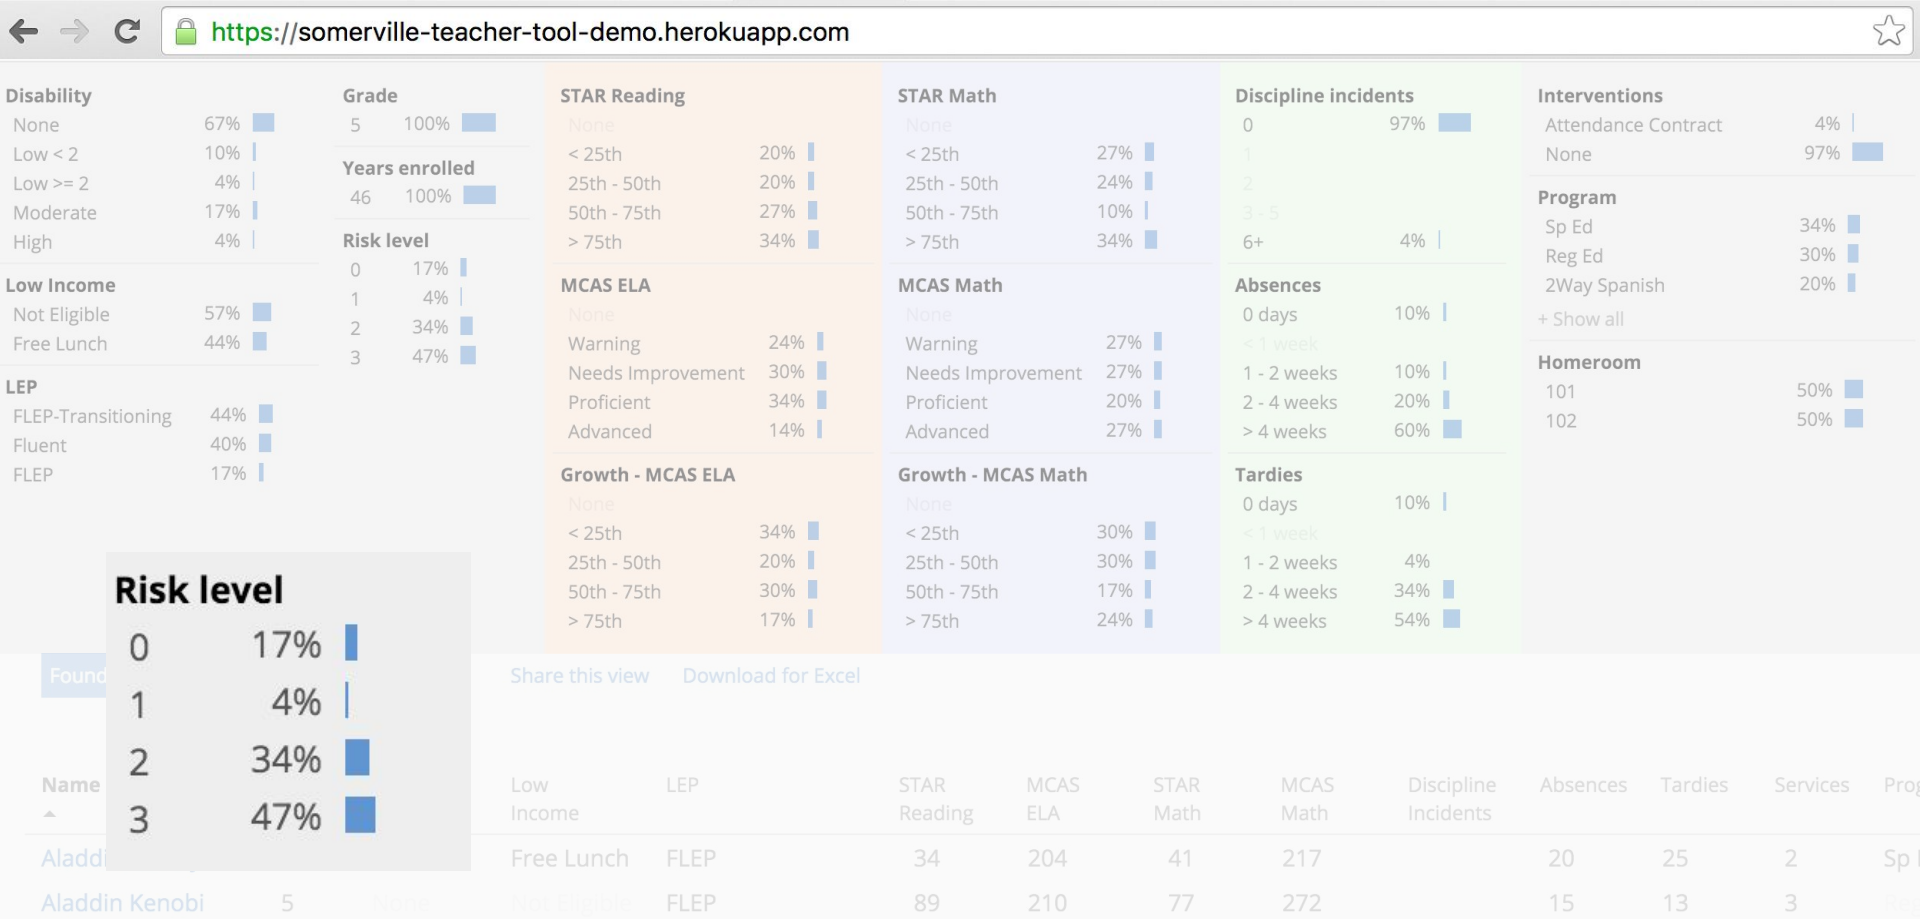 https://somerville-teacher-tool-demo.herokuapp.com
Disability
None 67%
Low < 2 10%
Low >= 2 4%
Moderate 17%
High 4%
Low Income
Not Eligible 57%
Free Lunch 44%
LEP
FLEP-Transitioning 44%
Fluent 40%
FLEP 17%
Grade
5 100%
Years enrolled
46 100%
Risk level
0 17%
1 4%
2 34%
3 47%
STAR Reading
None
< 25th 20%
25th - 50th 20%
50th - 75th 27%
> 75th 34%
MCAS ELA
None
Warning 24%
Needs Improvement 30%
Proficient 34%
Advanced 14%
Growth - MCAS ELA
None
< 25th 34%
25th - 50th 20%
50th - 75th 30%
> 75th 17%
STAR Math
None
< 25th 27%
25th - 50th 24%
50th - 75th 10%
> 75th 34%
MCAS Math
None
Warning 27%
Needs Improvement 27%
Proficient 20%
Advanced 27%
Growth - MCAS Math
None
< 25th 30%
25th - 50th 30%
50th - 75th 17%
> 75th 24%
Discipline incidents
0 97%
1
2
3 - 5
6+ 4%
Absences
0 days 10%
< 1 week
1 - 2 weeks 10%
2 - 4 weeks 20%
> 4 weeks 60%
Tardies
0 days 10%
< 1 week
1 - 2 weeks 4%
2 - 4 weeks 34%
> 4 weeks 54%
Interventions
Attendance Contract 4%
None 97%
Program
Sp Ed 34%
Reg Ed 30%
2Way Spanish 20%
+ Show all
Homeroom
101 50%
102 50%
Risk level
0 17%
1 4%
2 34%
3 47%
Found
Share this view Download for Excel
Name Low Income LEP STAR Reading MCAS ELA STAR Math MCAS Math Discipline Incidents Absences Tardies Services Prog
Aladdi Free Lunch FLEP 34 204 41 217 20 25 2 Sp
Aladdin Kenobi 5 None Not Eligible FLEP 89 210 77 272 15 13 3